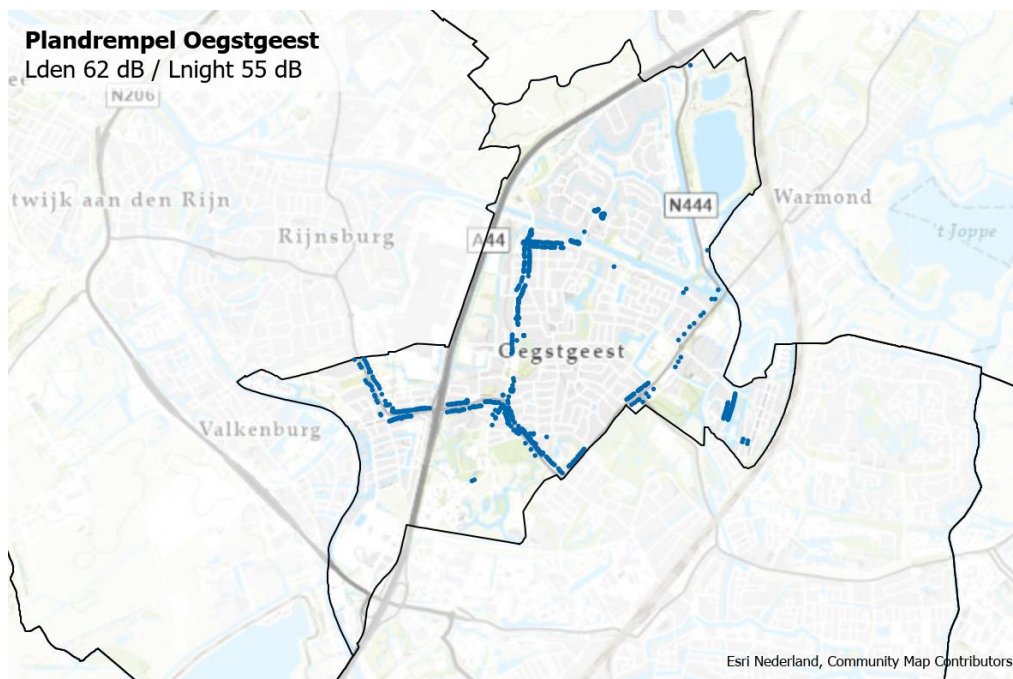 Plandrempel Oegstgeest
Lden 62 dB / Lnight 55 dB
N206
twijk aan den Rijn
Rijnsburg
A44
N444
Warmond
't Joppe
Oegstgeest
Valkenburg
Esri Nederland, Community Map Contributors